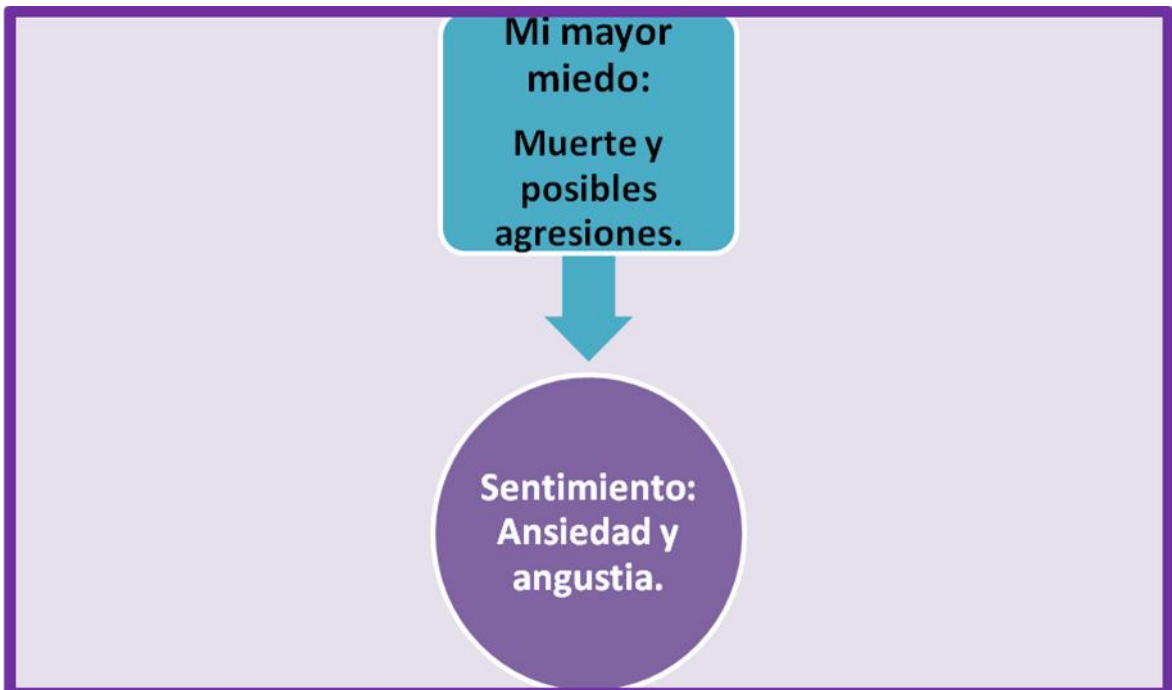 Mi mayor
miedo:
Muerte y
posibles
agresiones.
Sentimiento:
Ansiedad y
angustia.